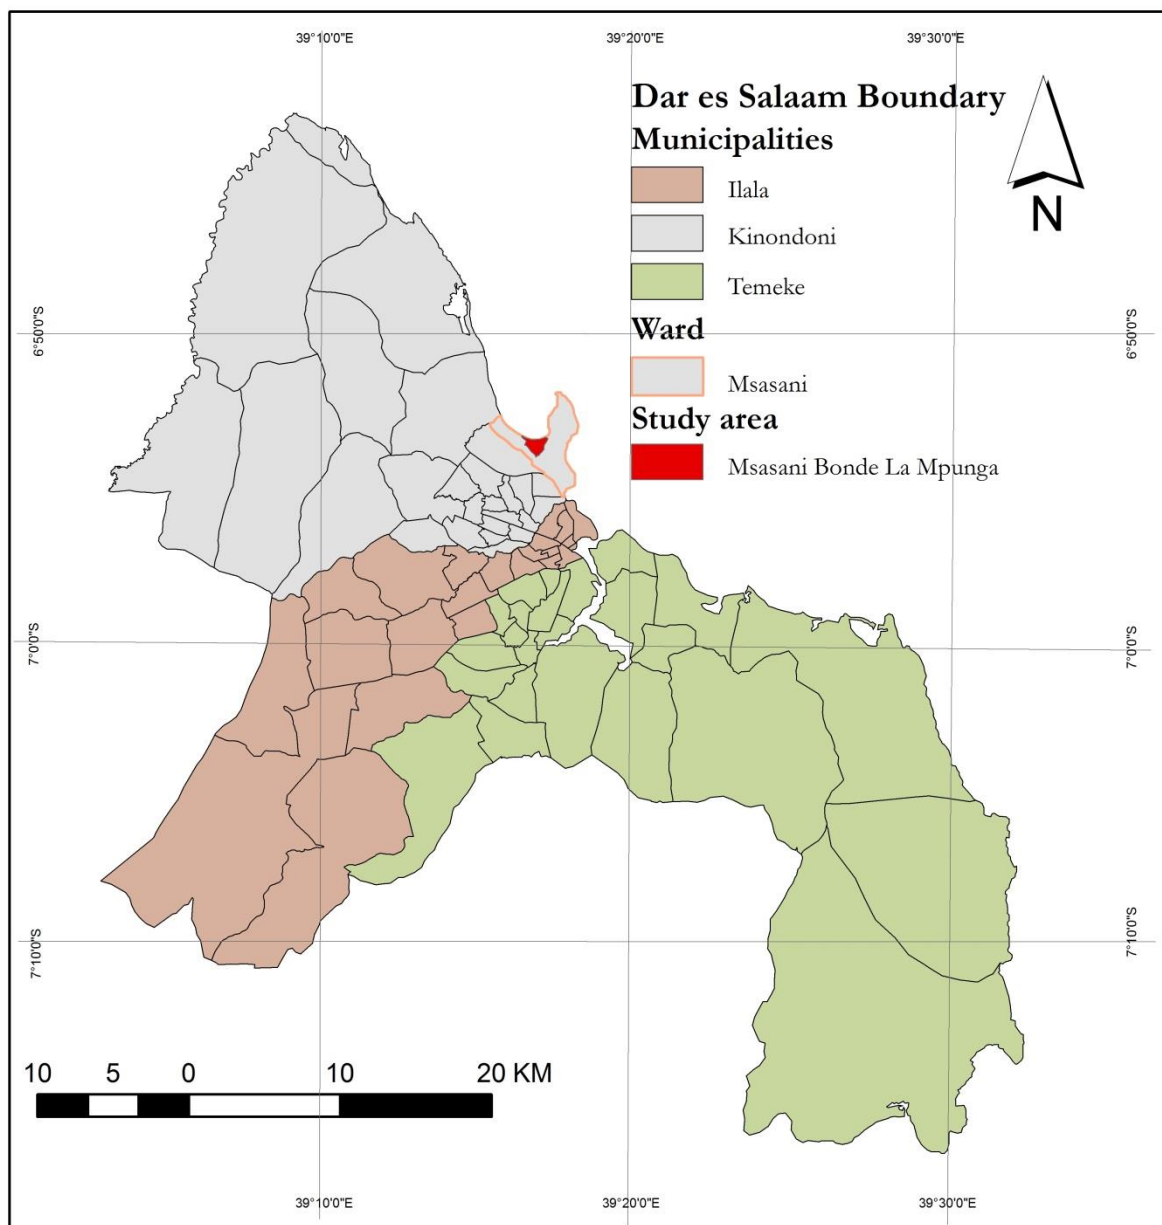 39°10'0"E 39°20'0"E 39°30'0"E
Dar es Salaam Boundary
Municipalities
Ilala
Kinondoni
Temeke
Ward
Msasani
Study area
Msasani Bonde La Mpunga
N
6°50'0"S 6°50'0"S
7°0'0"S 7°0'0"S
7°10'0"S 7°10'0"S
10 5 0 10 20 KM
39°10'0"E 39°20'0"E 39°30'0"E